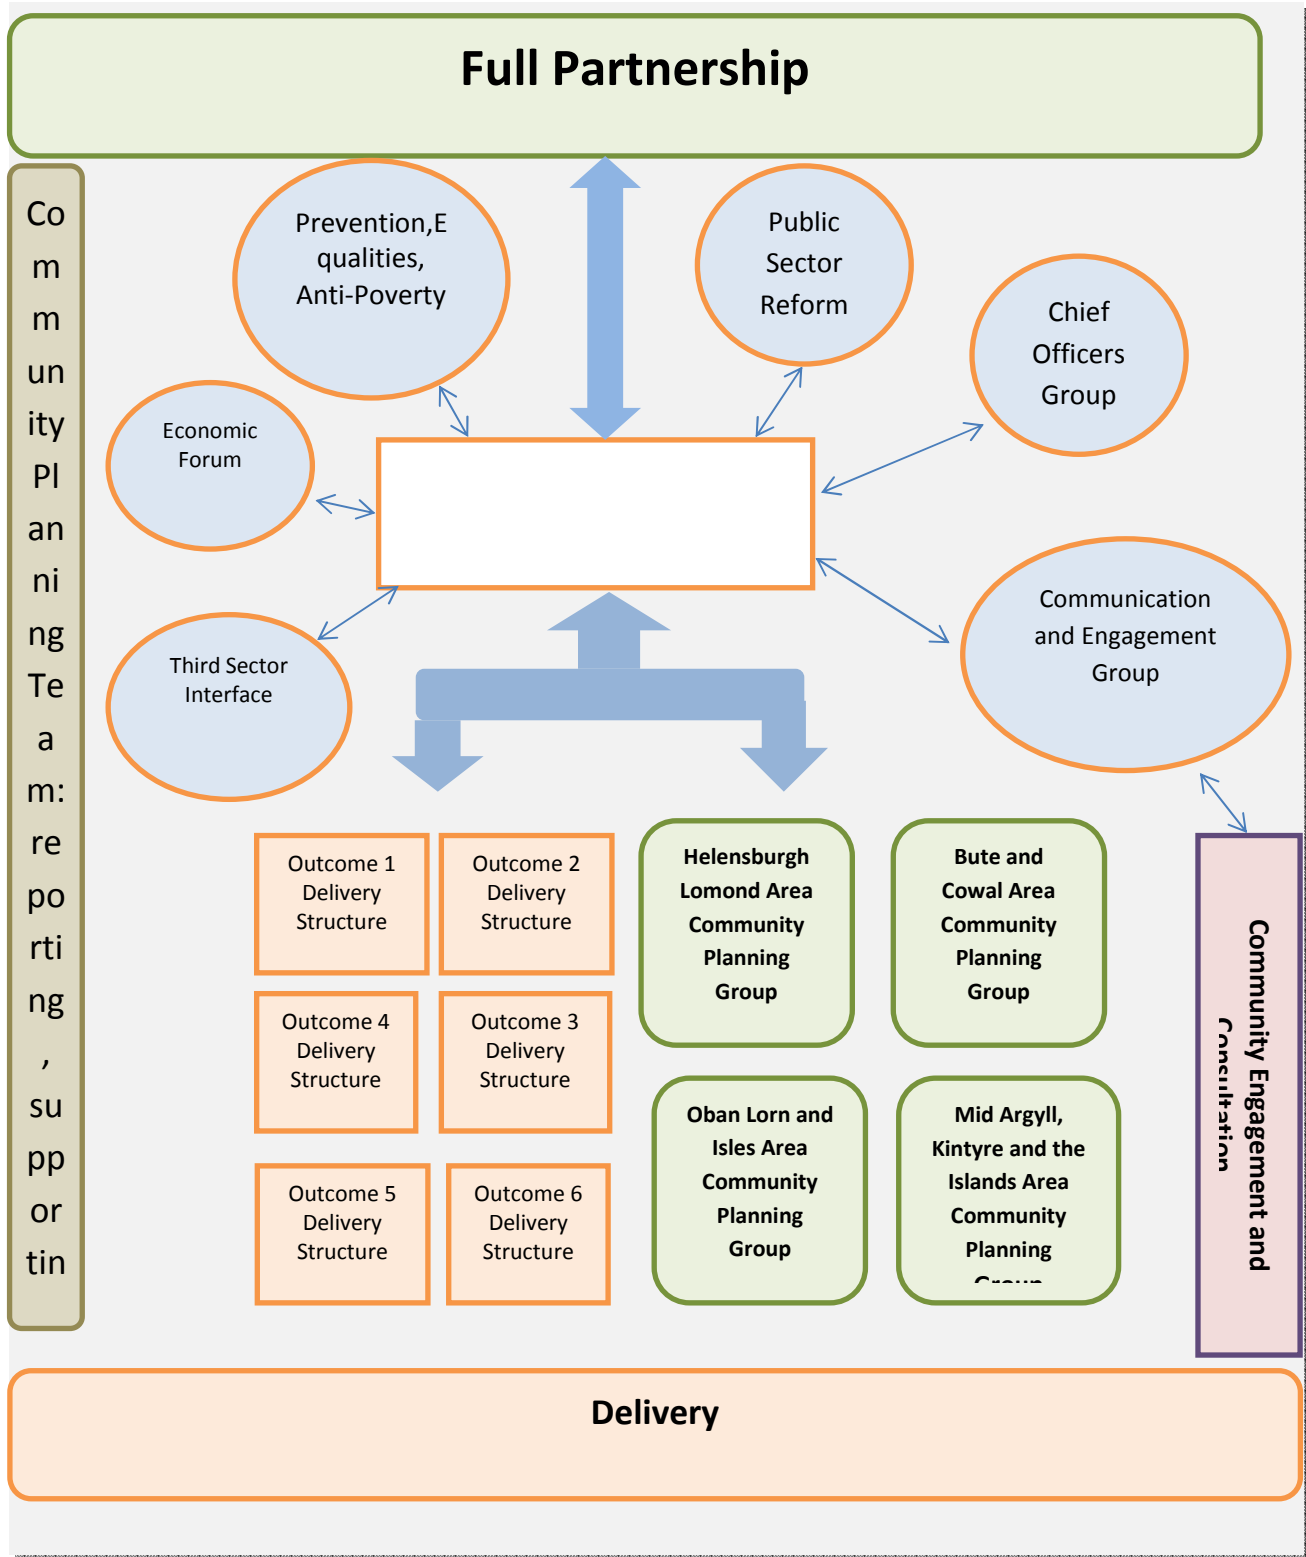 Full Partnership
Co
m
m
un
ity
Pl
an
ni
ng
Te
a
m:
re
po
rti
ng
,
su
pp
or
tin
Prevention,E
qualities,
Anti-Poverty
Public
Sector
Reform
Chief
Officers
Group
Economic
Forum
Third Sector
Interface
Communication
and Engagement
Group
Outcome 1
Delivery
Structure
Outcome 2
Delivery
Structure
Helensburgh
Lomond Area
Community
Planning
Group
Bute and
Cowal Area
Community
Planning
Group
Outcome 4
Delivery
Structure
Outcome 3
Delivery
Structure
Oban Lorn and
Isles Area
Community
Planning
Group
Mid Argyll,
Kintyre and the
Islands Area
Community
Planning
Group
Outcome 5
Delivery
Structure
Outcome 6
Delivery
Structure
Community Engagement and
Consultation
Delivery